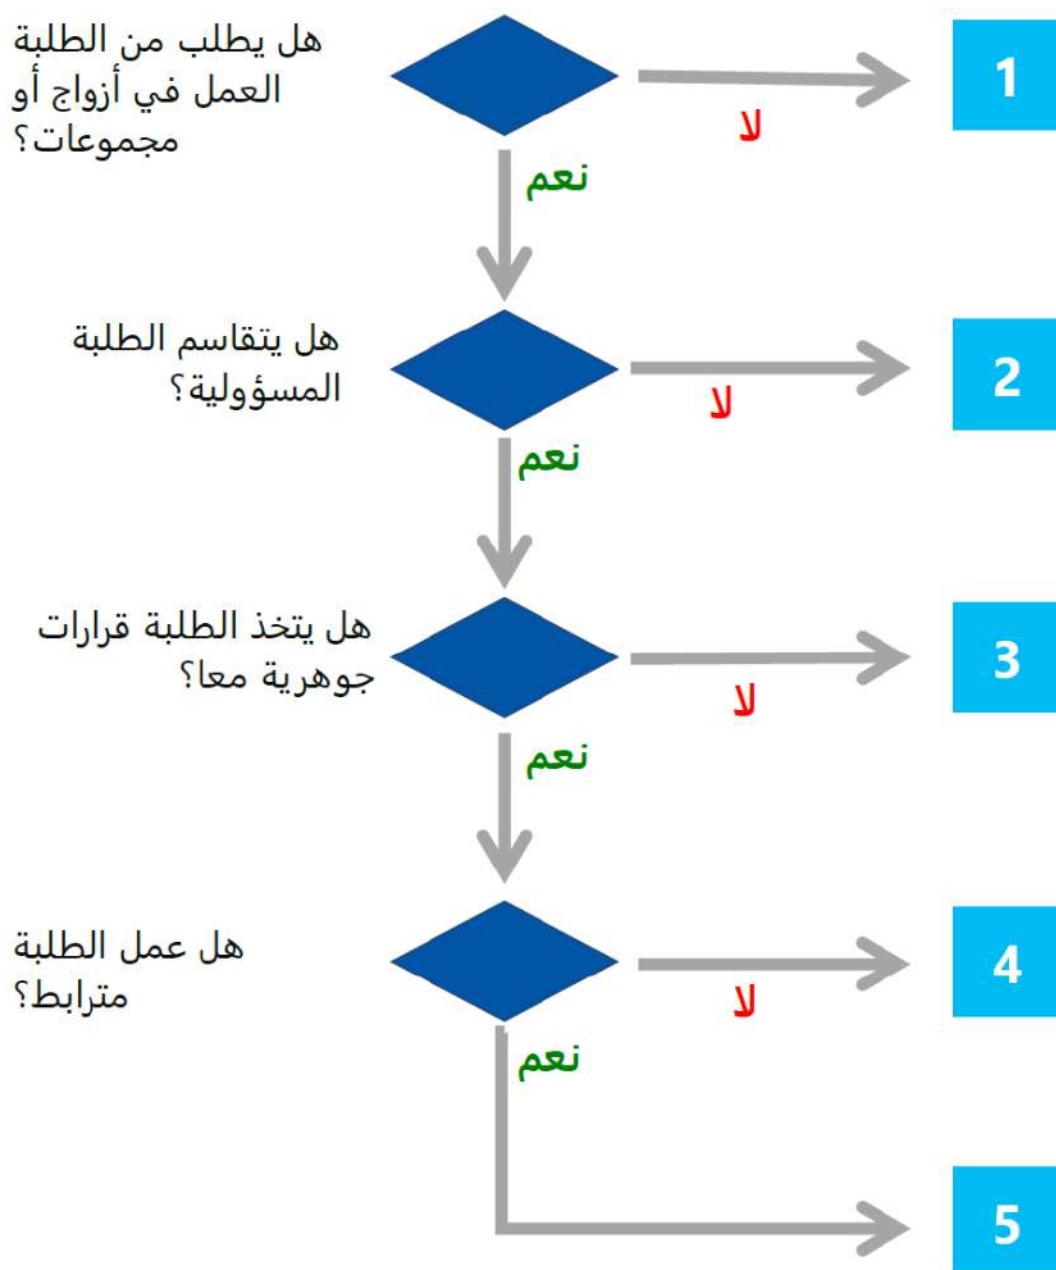 هل يطلب من الطلبة
العمل في أزواج أو
مجموعات؟
لا
1
نعم
هل يتقاسم الطلبة
المسؤولية؟
لا
2
نعم
هل يتخذ الطلبة قرارات
جوهرية معا؟
لا
3
نعم
هل عمل الطلبة
مترابط؟
لا
4
نعم
5